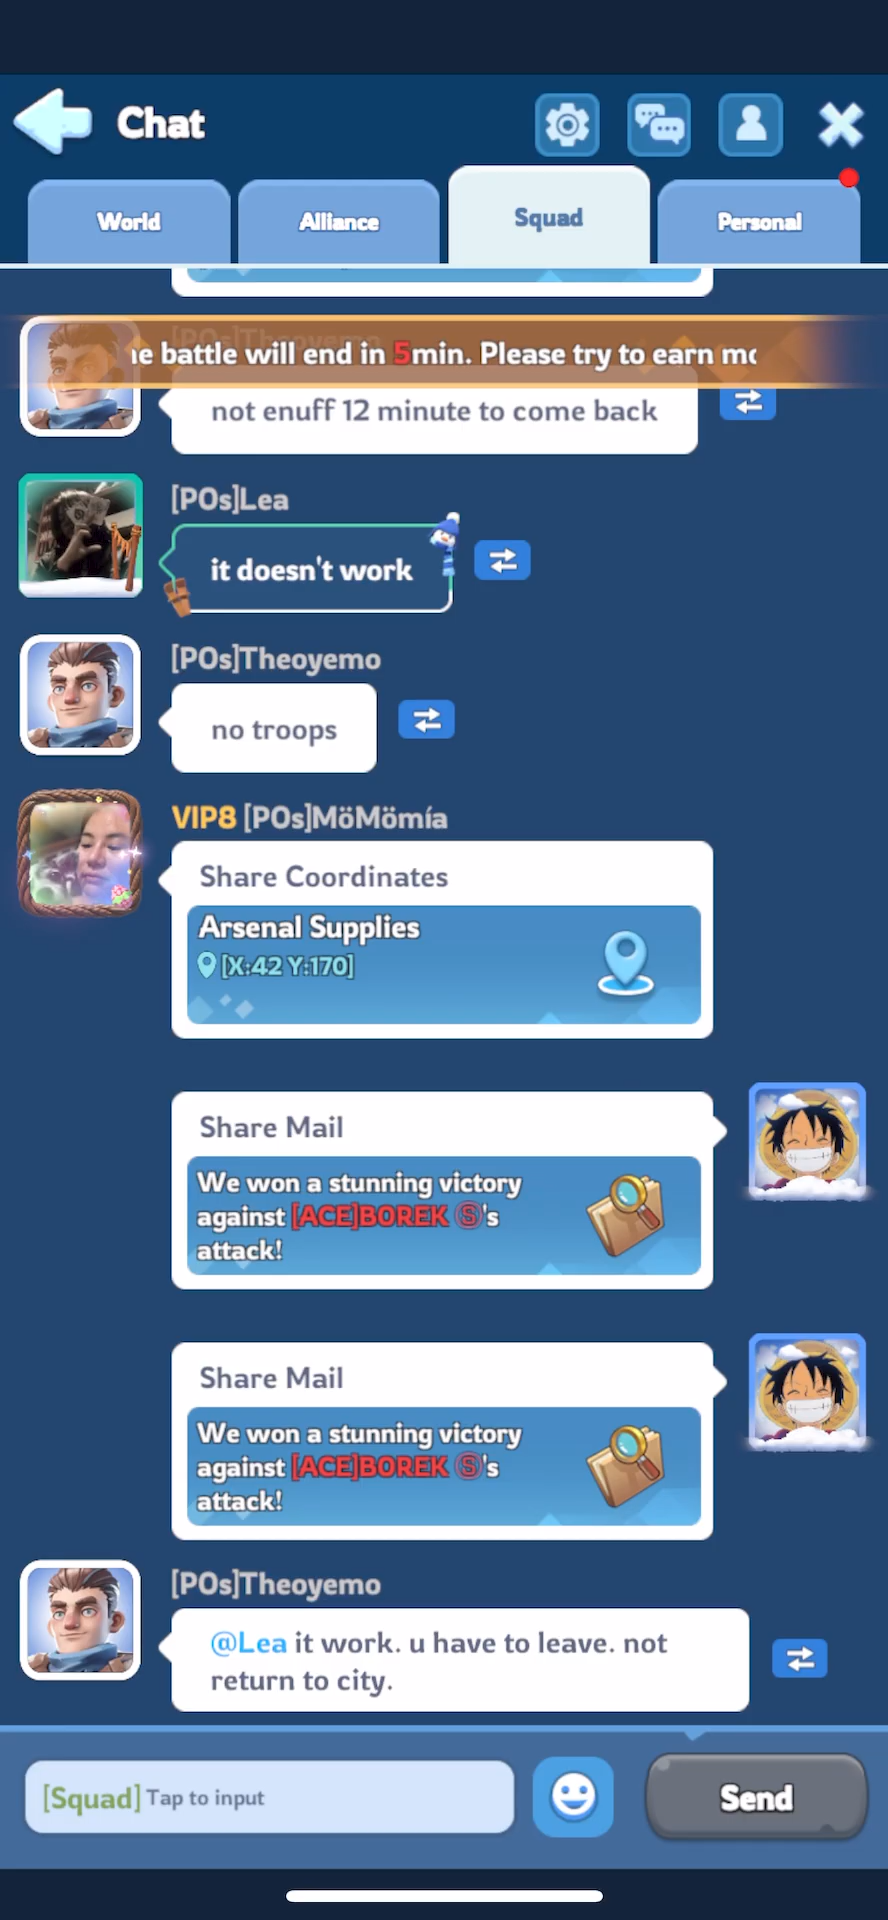 Chat
World
Alliance
Squad
Personal
[POs]Theoyemo
e battle will end in 5min. Please try to earn
not enuff 12 minute to come back
[POs]Lea
it doesn't work
[POs]Theoyemo
no troops
VIP8 [POs]MöMömía
Share Coordinates
Arsenal Supplies
[X:42 Y:170]
Share Mail
We won a stunning victory
against [ACE]BOREK Ⓢ's
attack!
Share Mail
We won a stunning victory
against [ACE]BOREK Ⓢ's
attack!
[POs]Theoyemo
@Lea it work. u have to leave. not
return to city.
[Squad] Tap to input
Send